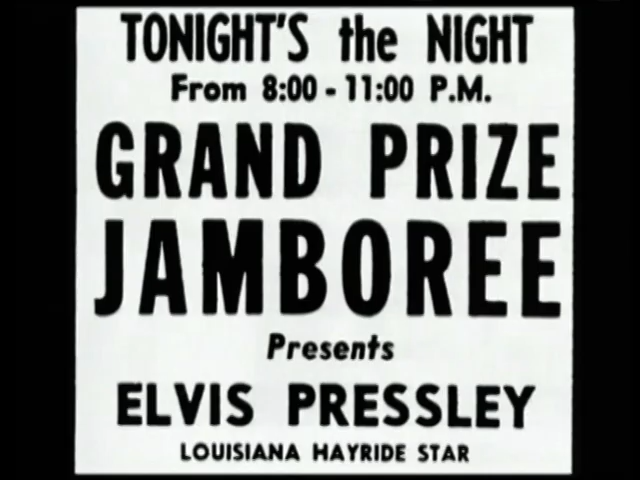 TONIGHT'S the NIGHT
From 8:00 - 11:00 P.M.
GRAND PRIZE
JAMBOREE
Presents
ELVIS PRESSLEY
LOUISIANA HAYRIDE STAR